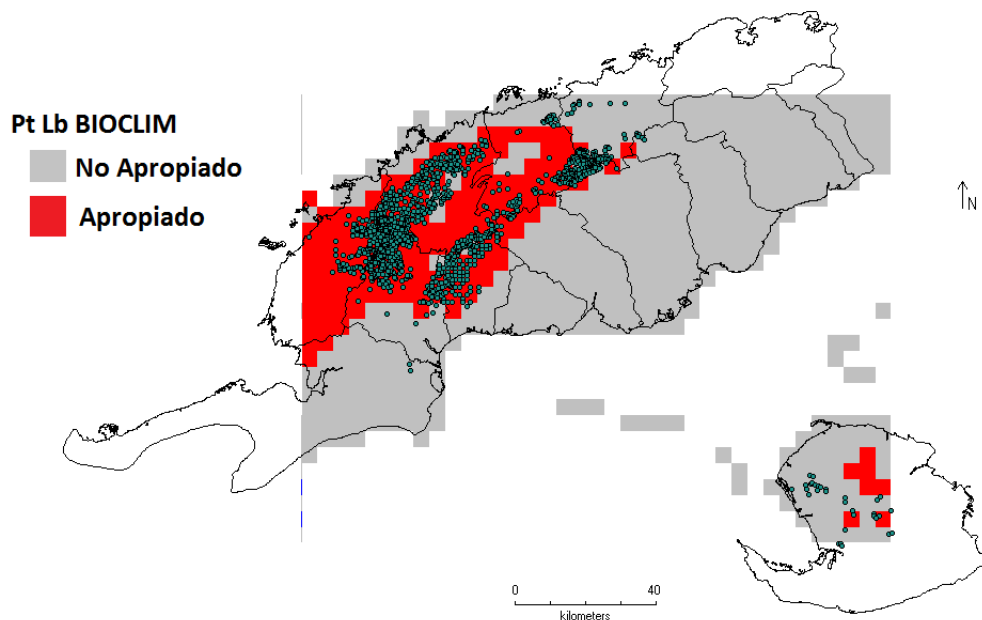 Pt Lb BIOCLIM
No Apropiado
Apropiado
N
0 40
kilometers